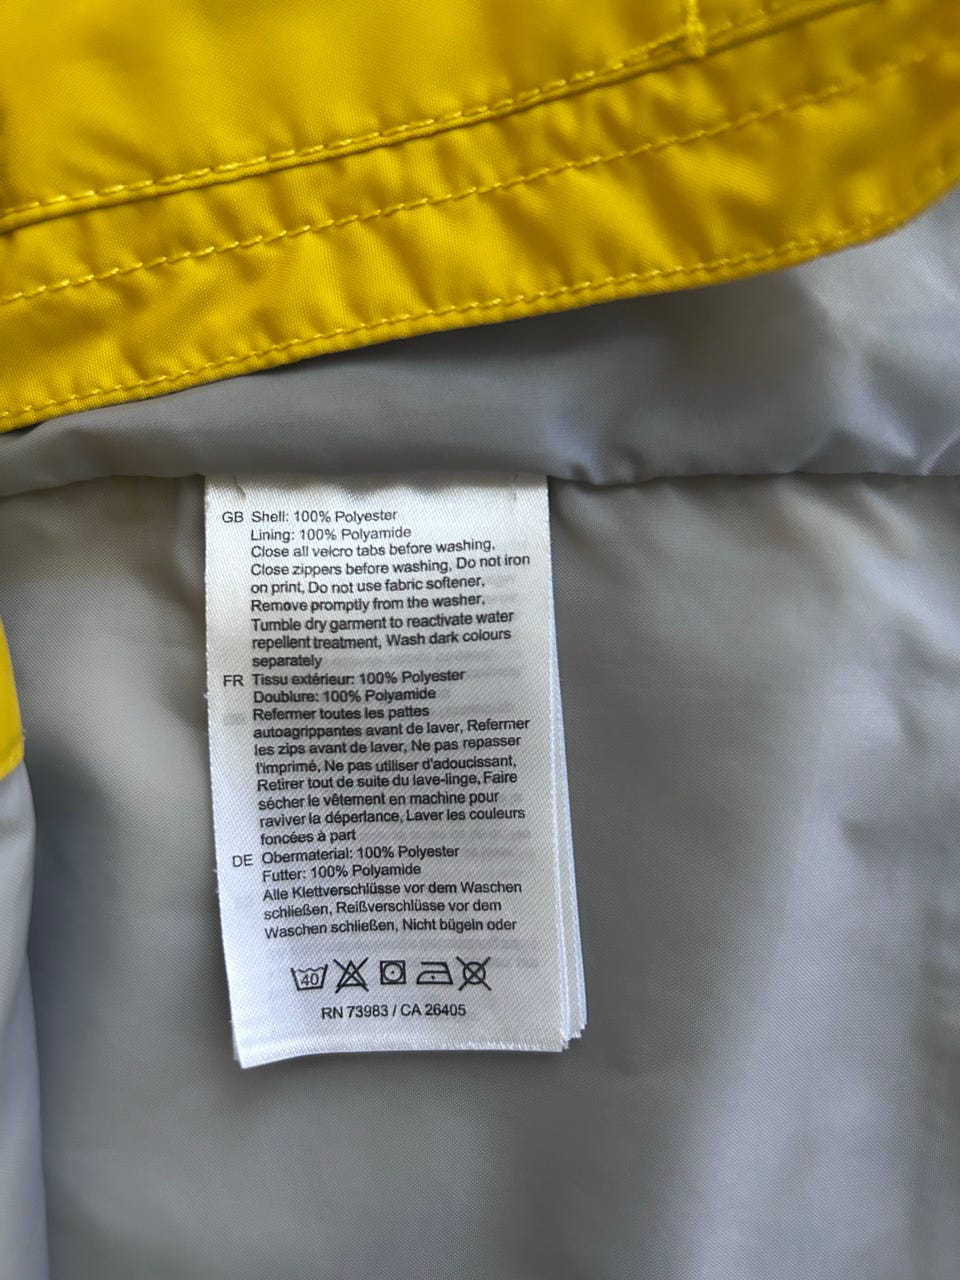 GB Shell: 100% Polyester
Lining: 100% Polyamide
Close all velcro tabs before washing,
Close zippers before washing, Do not iron
on print, Do not use fabric softener,
Remove promptly from the washer,
Tumble dry garment to reactivate water
repellent treatment, Wash dark colours
separately
FR Tissu extérieur: 100% Polyester
Doublure: 100% Polyamide
Refermer toutes les pattes
autoagrippantes avant de laver, Refermer
les zips avant de laver, Ne pas repasser
l'imprimé, Ne pas utiliser d'adoucissant,
Retirer tout de suite du lave-linge, Faire
sécher le vêtement en machine pour
raviver la déperlance, Laver les couleurs
foncées à part
DE Obermaterial: 100% Polyester
Futter: 100% Polyamide
Alle Klettverschlüsse vor dem Waschen
schließen, Reißverschlüsse vor dem
Waschen schließen, Nicht bügeln oder
40
RN 73983 / CA 26405